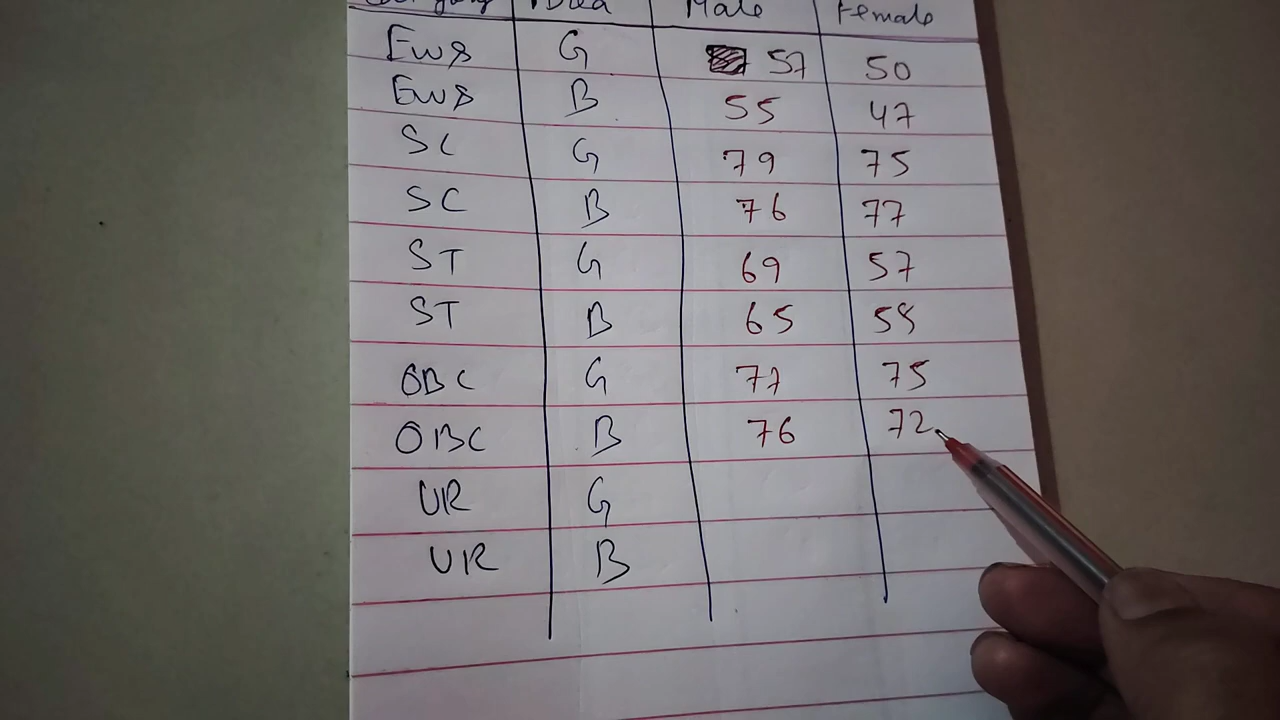 Area Male Female
EWS G 57 50
EWS B 55 47
SC G 79 75
SC B 76 77
ST G 69 57
ST B 65 58
OBC G 77 75
OBC B 76 72
UR G
UR B